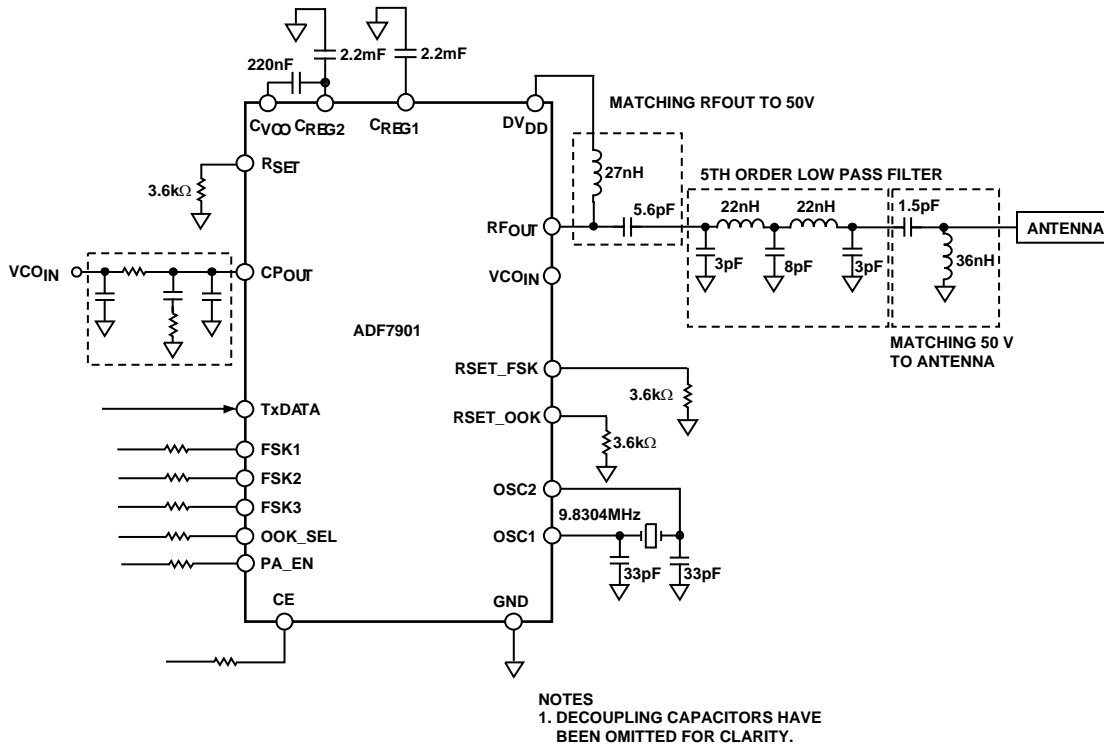 220nF
2.2mF
2.2mF
MATCHING RFOUT TO 50V
CVCO
CREG2
CREG1
DVDD
RSET
3.6kΩ
27nH
5TH ORDER LOW PASS FILTER
5.6pF
22nH
22nH
1.5pF
RFOUT
ANTENNA
3pF
8pF
3pF
36nH
VCOIN
CPOUT
VCOIN
ADF7901
MATCHING 50 V
TO ANTENNA
RSET_FSK
3.6kΩ
TxDATA
RSET_OOK
3.6kΩ
FSK1
FSK2
FSK3
OSC2
9.8304MHz
OOK_SEL
OSC1
PA_EN
33pF
33pF
CE
GND
NOTES
1. DECOUPLING CAPACITORS HAVE
BEEN OMITTED FOR CLARITY.